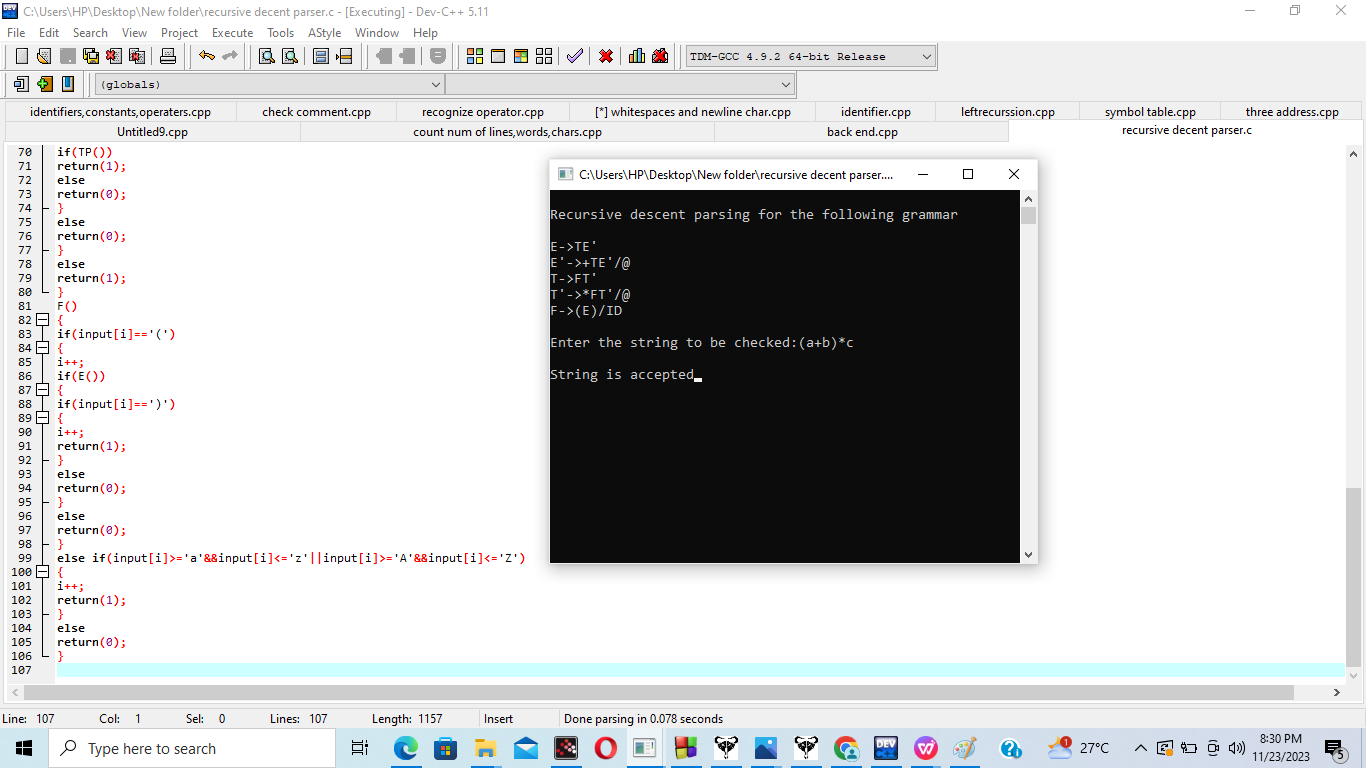 C:\Users\HP\Desktop\New folder\recursive decent parser.c - [Executing] - Dev-C++ 5.11
File Edit Search View Project Execute Tools AStyle Window Help
TDM-GCC 4.9.2 64-bit Release
(globals)
identifiers,constants,operaters.cpp check comment.cpp recognize operator.cpp [*] whitespaces and newline char.cpp identifier.cpp leftrecurssion.cpp symbol table.cpp three address.cpp
Untitled9.cpp count num of lines,words,chars.cpp back end.cpp recursive decent parser.c
70 if(TP())
71 return(1);
72 else
73 return(0);
74 }
75 else
76 return(0);
77 }
78 else
79 return(1);
80 }
81 F()
82 {
83 if(input[i]=='(')
84 {
85 i++;
86 if(E())
87 {
88 if(input[i]==')')
89 {
90 i++;
91 return(1);
92 }
93 else
94 return(0);
95 }
96 else
97 return(0);
98 }
99 else if(input[i]>='a'&&input[i]<='z'||input[i]>='A'&&input[i]<='Z')
100 {
101 i++;
102 return(1);
103 }
104 else
105 return(0);
106 }
107
C:\Users\HP\Desktop\New folder\recursive decent parser....
Recursive descent parsing for the following grammar
E->TE'
E'->+TE'/@
T->FT'
T'->*FT'/@
F->(E)/ID
Enter the string to be checked:(a+b)*c
String is accepted
Line: 107 Col: 1 Sel: 0 Lines: 107 Length: 1157 Insert Done parsing in 0.078 seconds
Type here to search
DEV
1
27°C
8:30 PM
11/23/2023
5